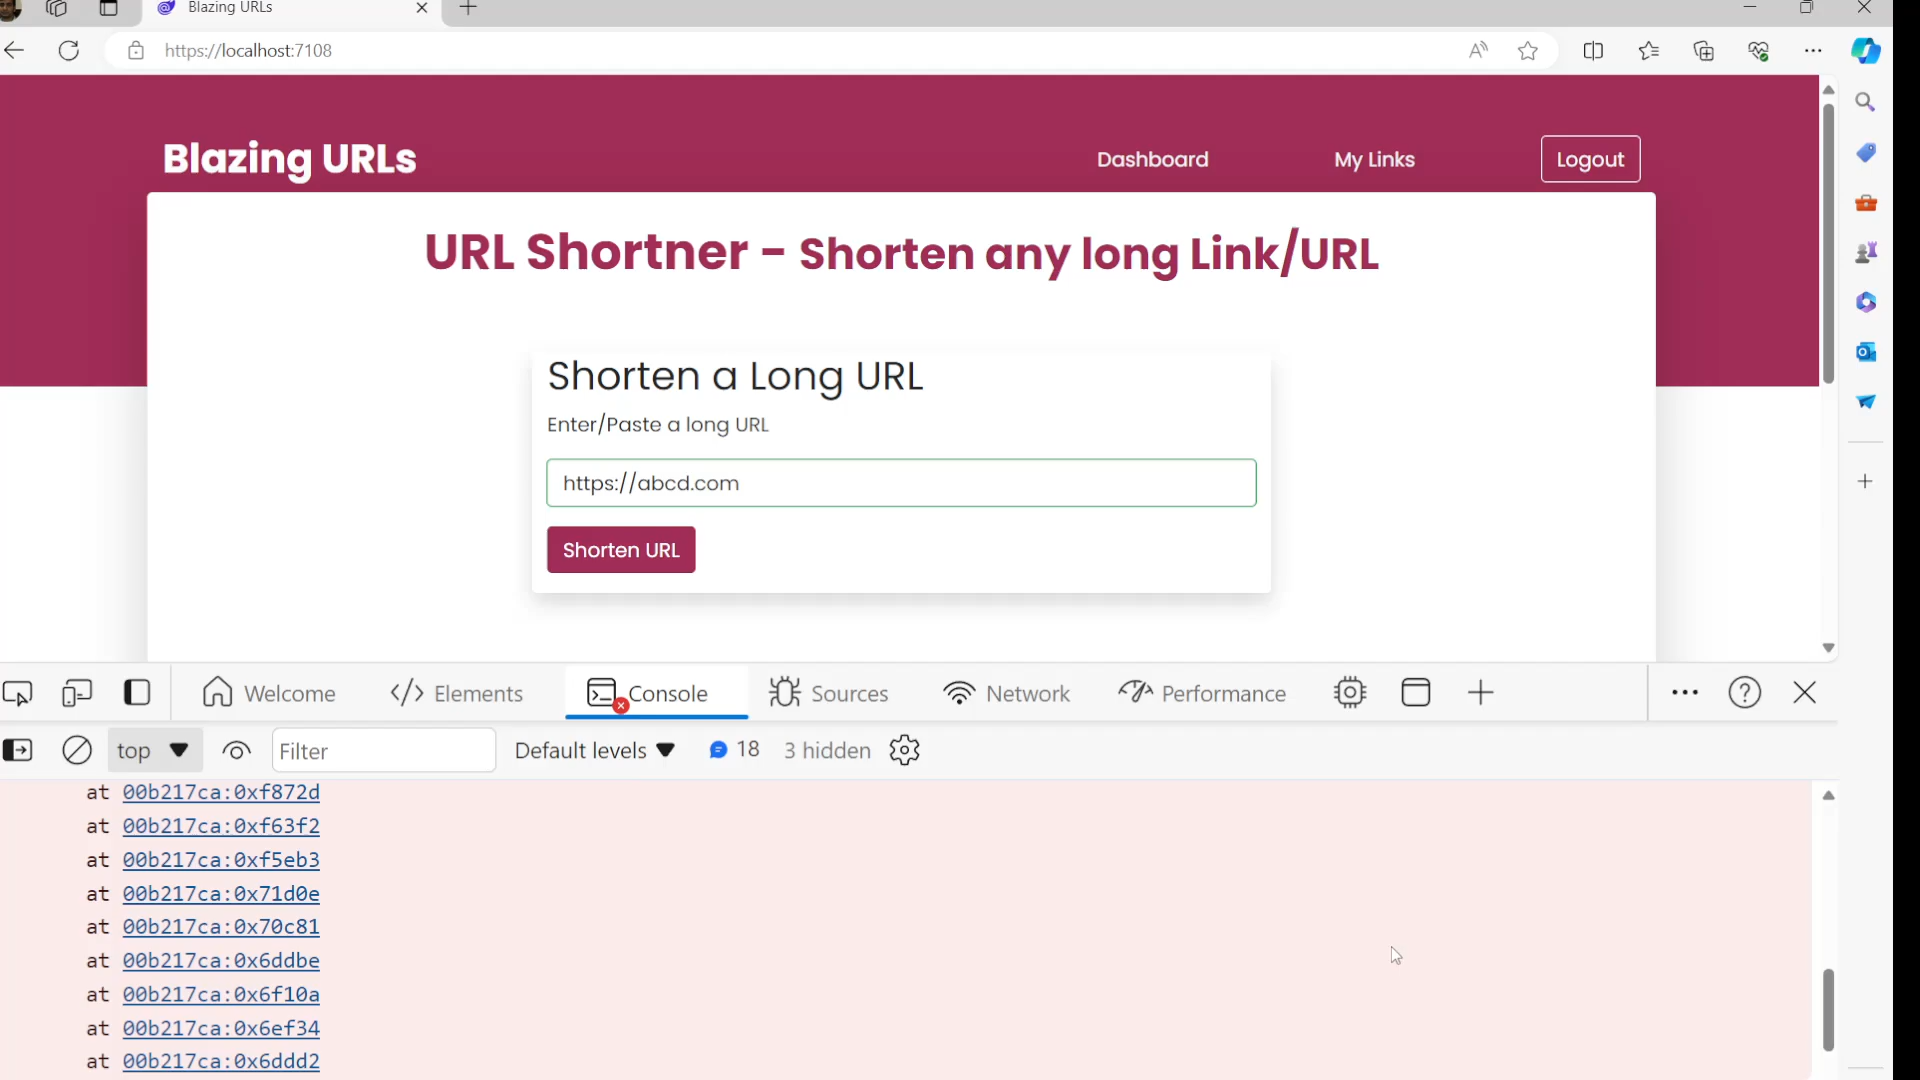 Blazing URLs
https://localhost:7108
Blazing URLs
Dashboard
My Links
Logout
URL Shortner - Shorten any long Link/URL
Shorten a Long URL
Enter/Paste a long URL
https://abcd.com
Shorten URL
Welcome
Elements
Console
Sources
Network
Performance
top
Filter
Default levels
18
3 hidden
at 00b217ca:0xf872d
at 00b217ca:0xf63f2
at 00b217ca:0xf5eb3
at 00b217ca:0x71d0e
at 00b217ca:0x70c81
at 00b217ca:0x6ddbe
at 00b217ca:0x6f10a
at 00b217ca:0x6ef34
at 00b217ca:0x6ddd2